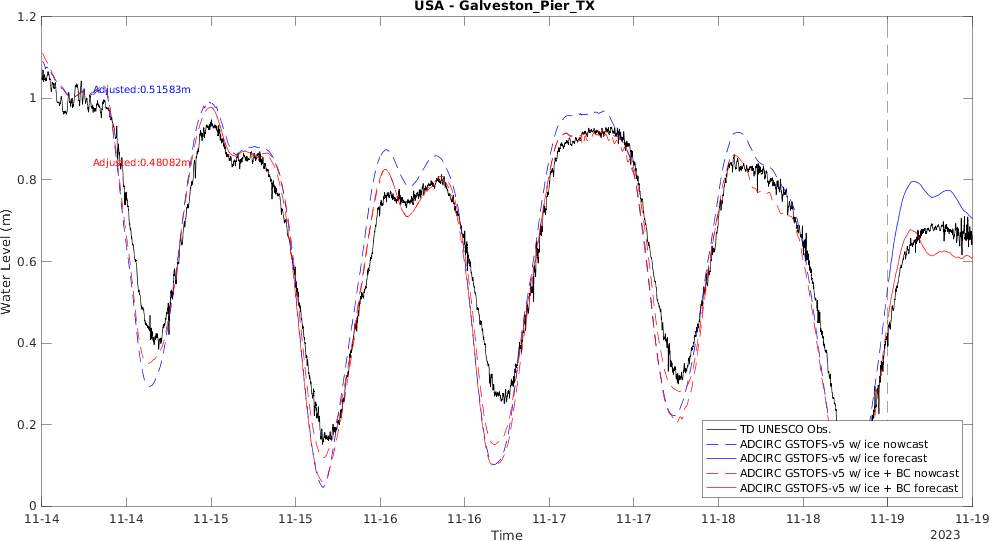 USA - Galveston_Pier_TX
1.2
1
0.8
0.6
0.4
0.2
0
Water Level (m)
Adjusted:0.51583m
Adjusted:0.48082m
TD UNESCO Obs.
ADCIRC GSTOFS-v5 w/ ice nowcast
ADCIRC GSTOFS-v5 w/ ice forecast
ADCIRC GSTOFS-v5 w/ ice + BC nowcast
ADCIRC GSTOFS-v5 w/ ice + BC forecast
11-14 11-14 11-15 11-15 11-16 11-16 11-17 11-17 11-18 11-18 11-19 11-19
Time
2023